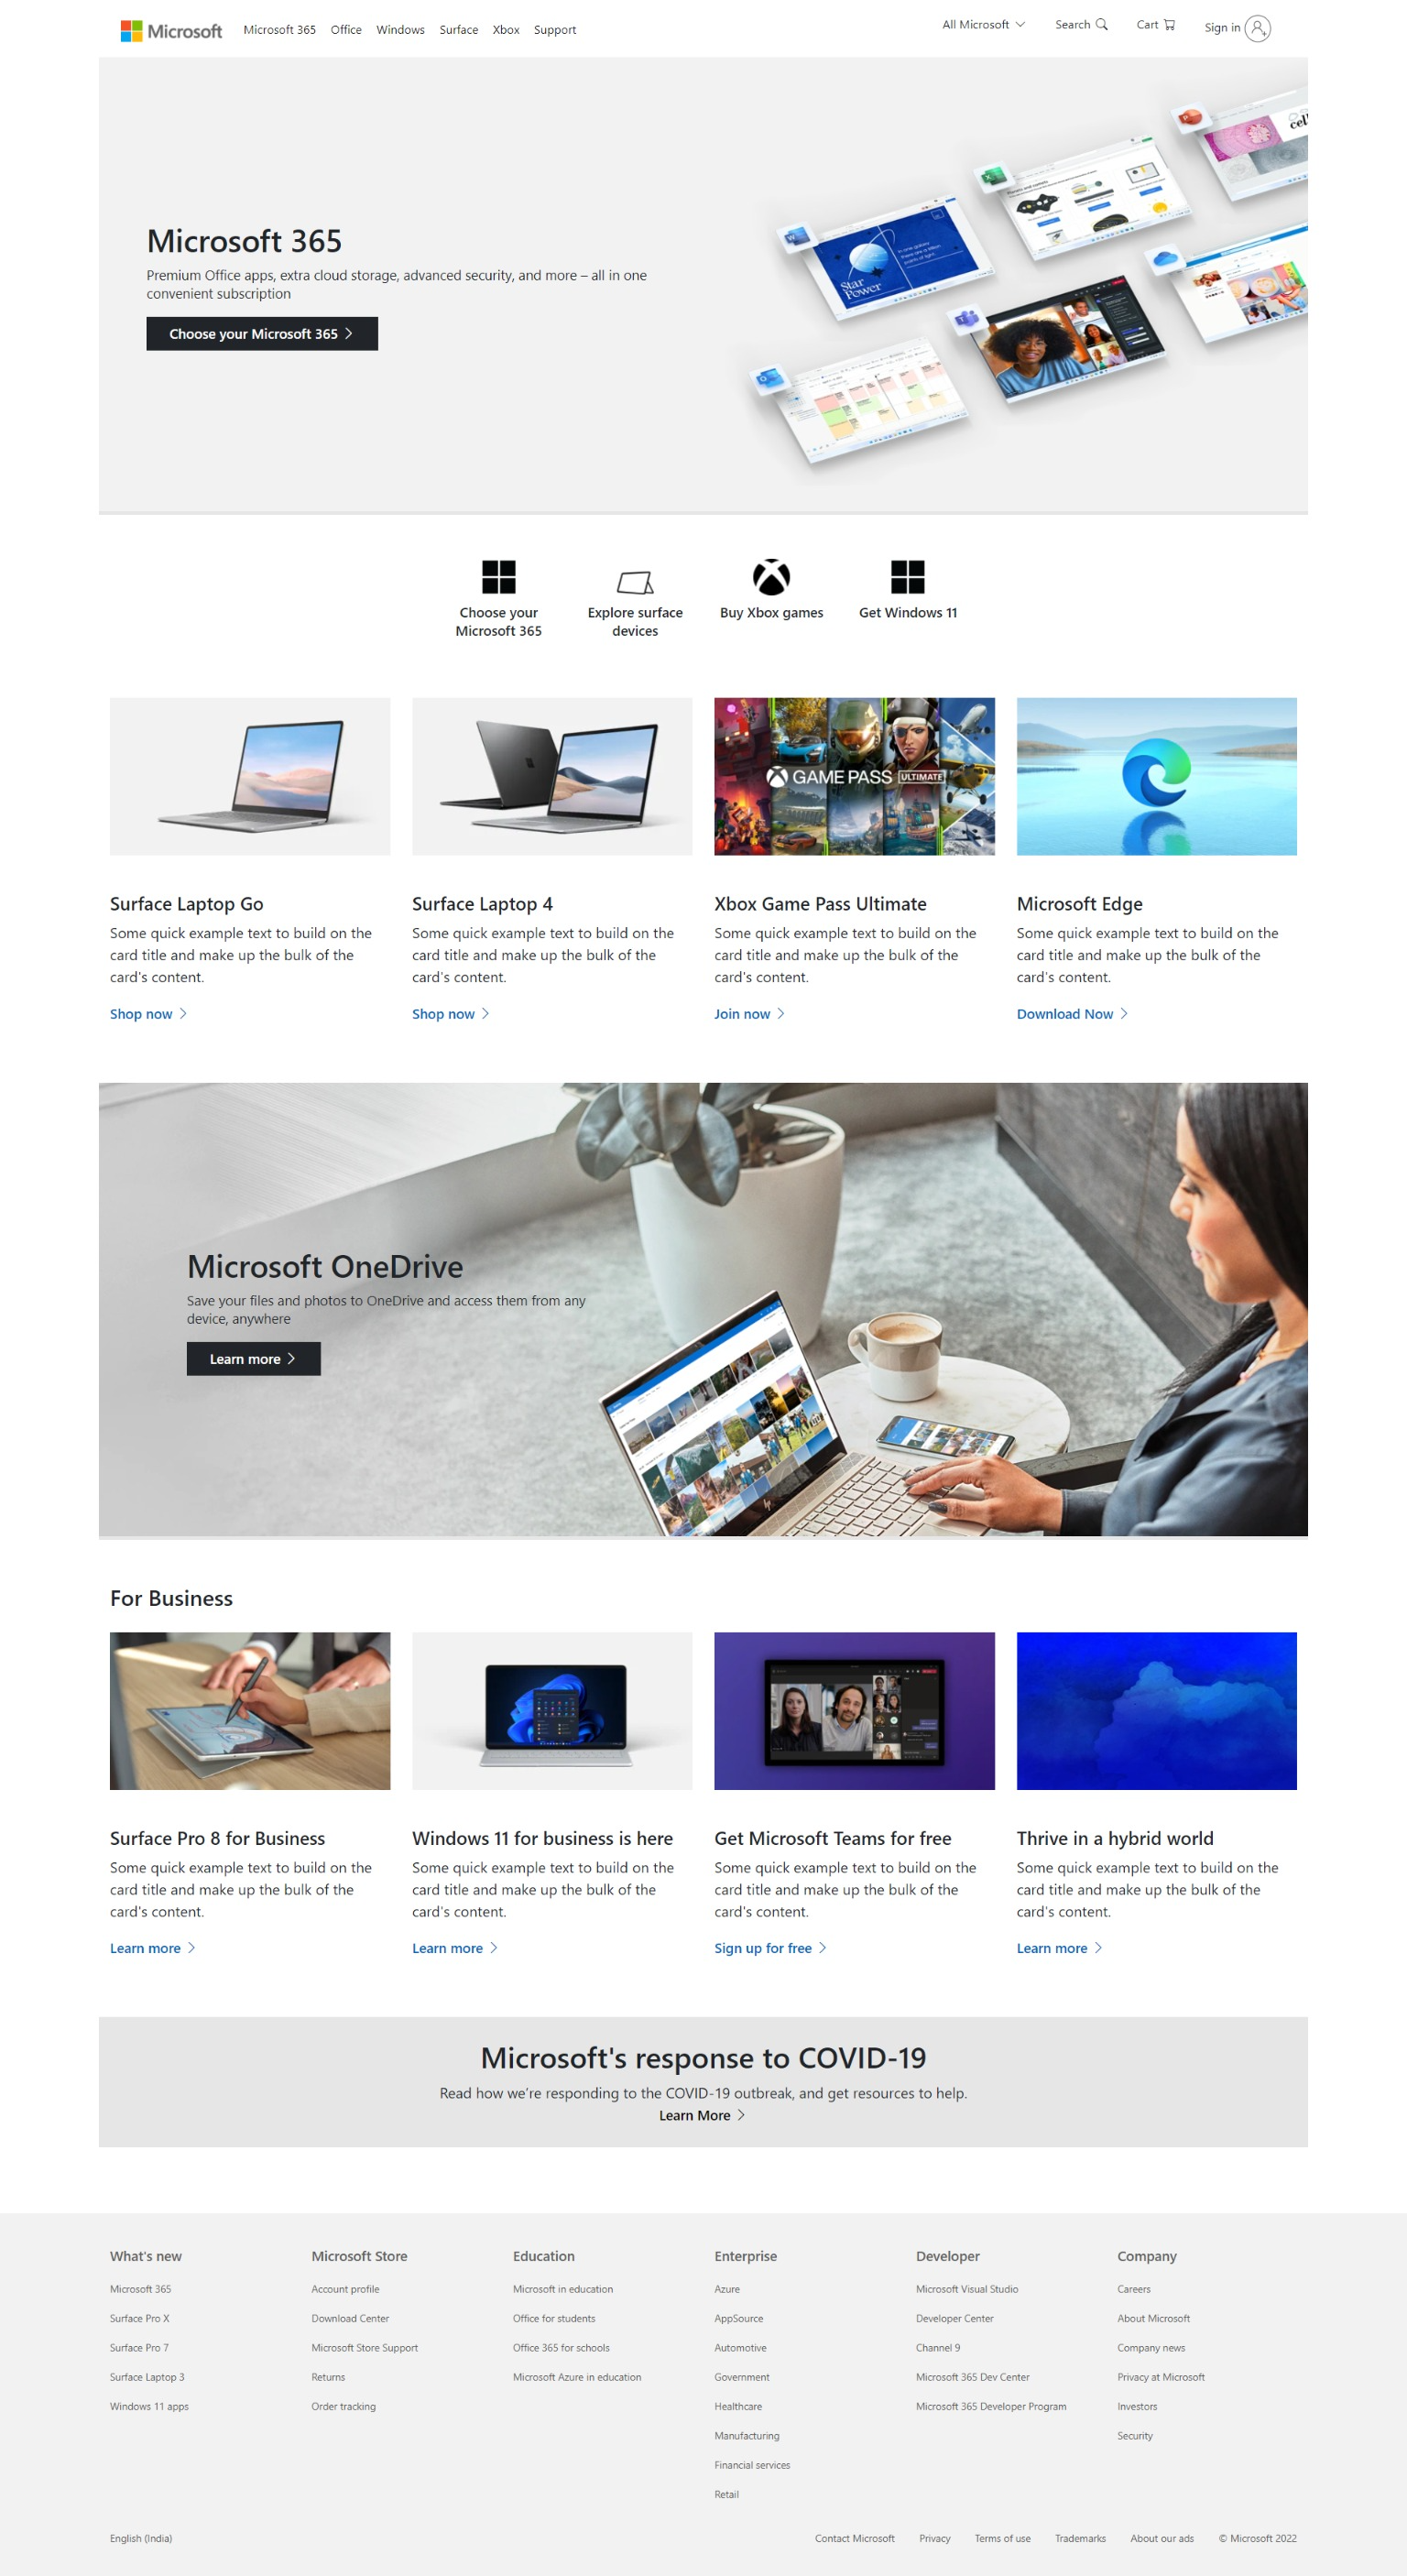 Microsoft
Microsoft 365 Office Windows Surface Xbox Support
All Microsoft Search Cart Sign in
Microsoft 365
Premium Office apps, extra cloud storage, advanced security, and more – all in one
convenient subscription
Choose your Microsoft 365
Star
Power
Choose your
Microsoft 365
Explore surface
devices
Buy Xbox games
Get Windows 11
GAME PASS ULTIMATE
Surface Laptop Go
Some quick example text to build on the
card title and make up the bulk of the
card's content.
Shop now
Surface Laptop 4
Some quick example text to build on the
card title and make up the bulk of the
card's content.
Shop now
Xbox Game Pass Ultimate
Some quick example text to build on the
card title and make up the bulk of the
card's content.
Join now
Microsoft Edge
Some quick example text to build on the
card title and make up the bulk of the
card's content.
Download Now
Microsoft OneDrive
Save your files and photos to OneDrive and access them from any
device, anywhere
Learn more
For Business
Surface Pro 8 for Business
Some quick example text to build on the
card title and make up the bulk of the
card's content.
Learn more
Windows 11 for business is here
Some quick example text to build on the
card title and make up the bulk of the
card's content.
Learn more
Get Microsoft Teams for free
Some quick example text to build on the
card title and make up the bulk of the
card's content.
Sign up for free
Thrive in a hybrid world
Some quick example text to build on the
card title and make up the bulk of the
card's content.
Learn more
Microsoft's response to COVID-19
Read how we're responding to the COVID-19 outbreak, and get resources to help.
Learn More
What's new
Microsoft 365
Surface Pro X
Surface Pro 7
Surface Laptop 3
Windows 11 apps
Microsoft Store
Account profile
Download Center
Microsoft Store Support
Returns
Order tracking
Education
Microsoft in education
Office for students
Office 365 for schools
Microsoft Azure in education
Enterprise
Azure
AppSource
Automotive
Government
Healthcare
Manufacturing
Financial services
Retail
Developer
Microsoft Visual Studio
Developer Center
Channel 9
Microsoft 365 Dev Center
Microsoft 365 Developer Program
Company
Careers
About Microsoft
Company news
Privacy at Microsoft
Investors
Security
English (India)
Contact Microsoft Privacy Terms of use Trademarks About our ads © Microsoft 2022